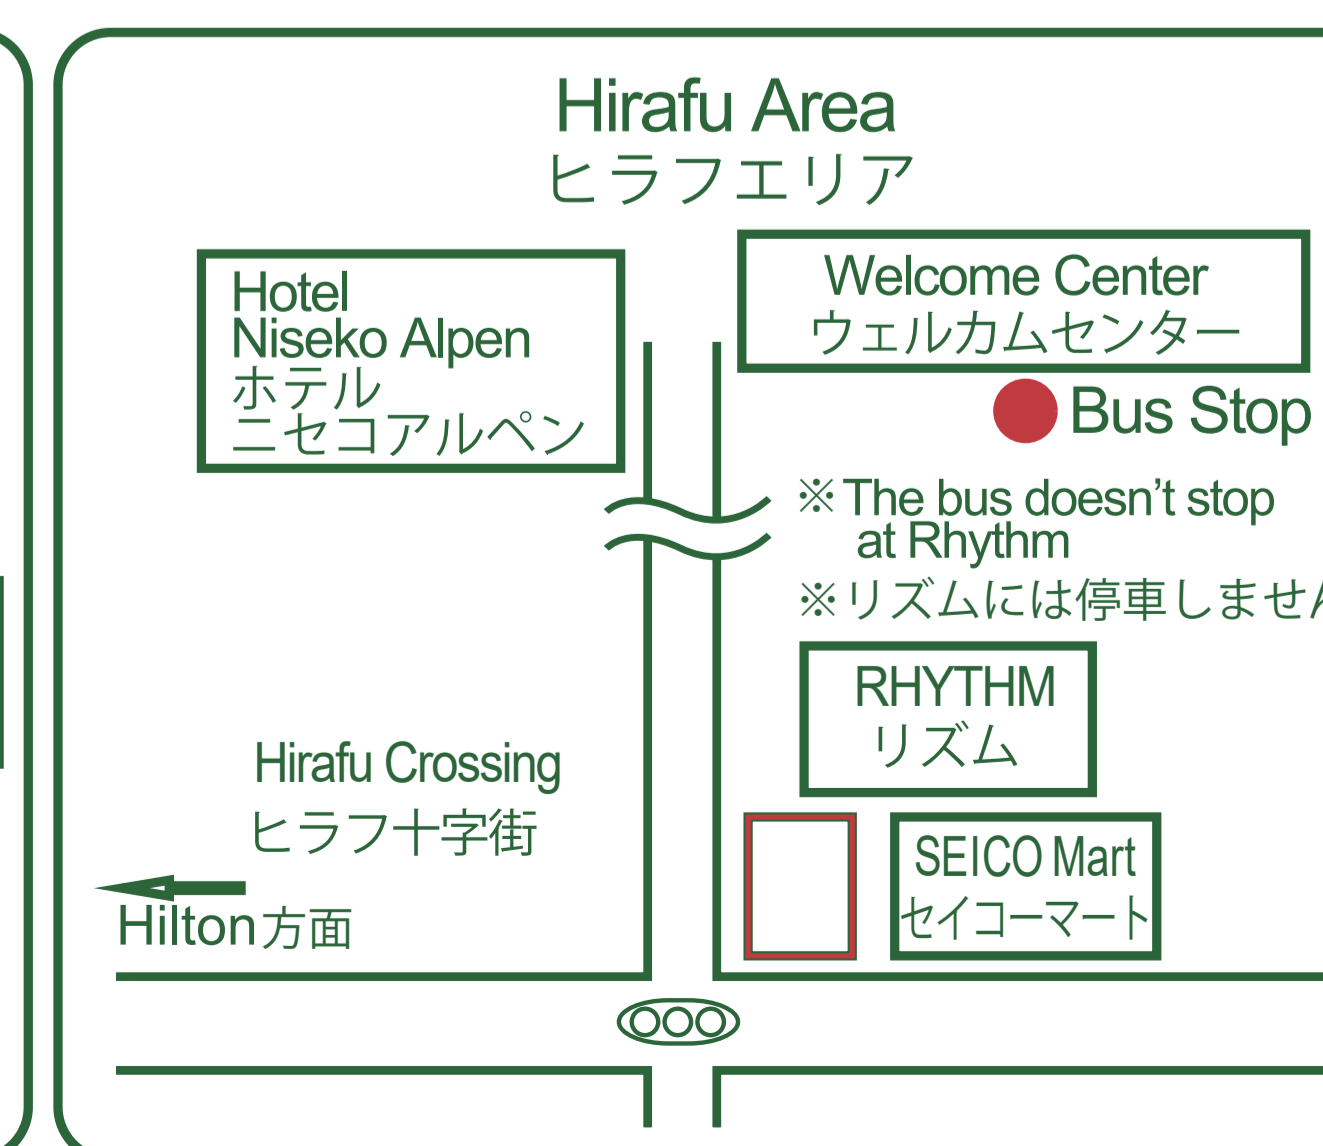 Hirafu Area
ヒラフエリア
Hotel
Niseko Alpen
ホテル
ニセコアルペン
Welcome Center
ウェルカムセンター
Bus Stop
※The bus doesn't stop
at Rhythm
※リズムには停車しません
RHYTHM
リズム
Hirafu Crossing
ヒラフ十字街
SEICO Mart
セイコーマート
Hilton方面